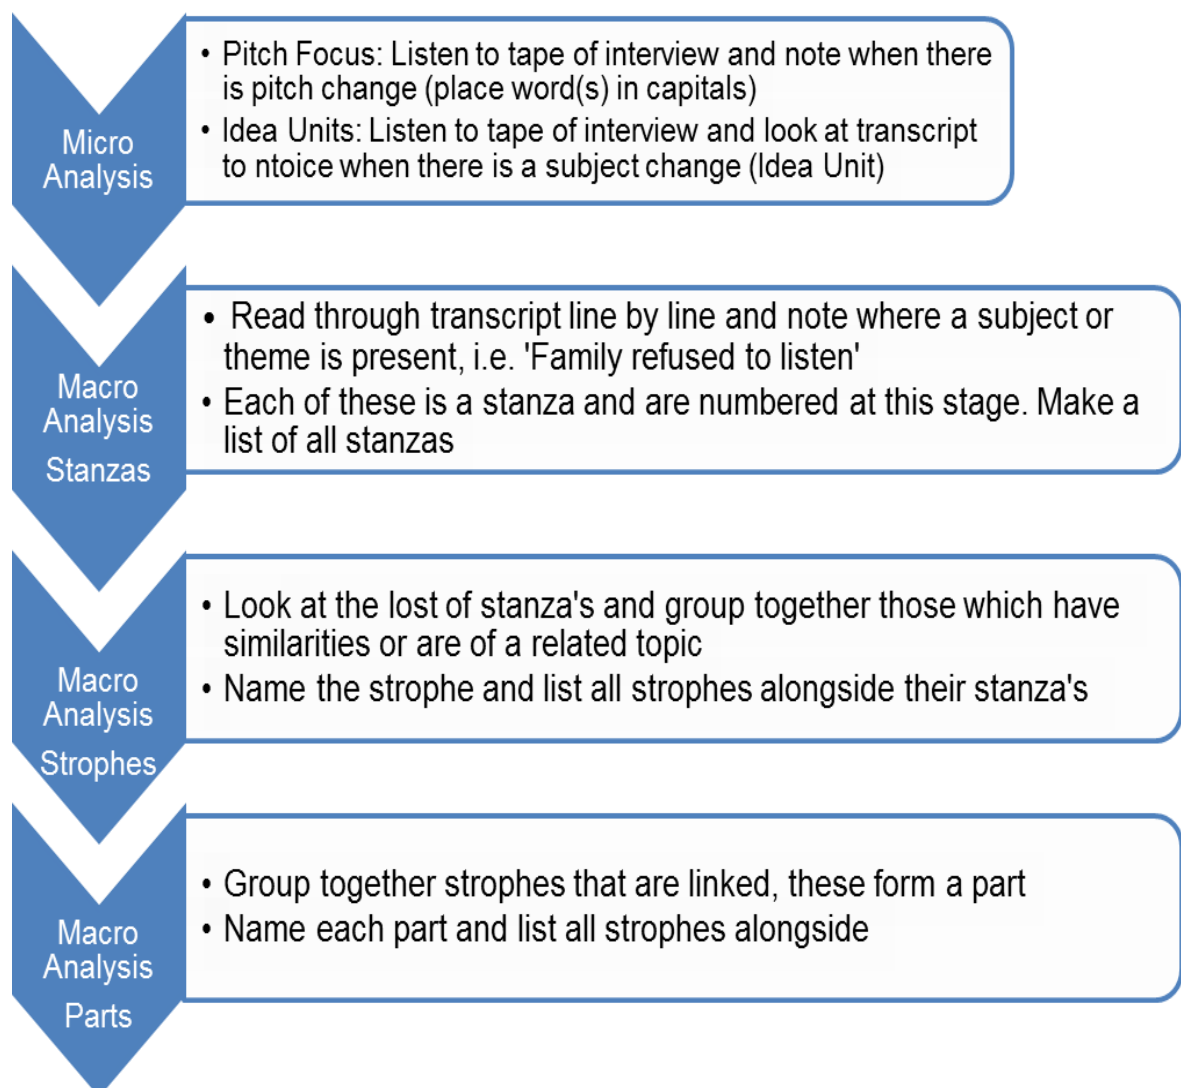 Micro
Analysis
• Pitch Focus: Listen to tape of interview and note when there
is pitch change (place word(s) in capitals)
• Idea Units: Listen to tape of interview and look at transcript
to ntoice when there is a subject change (Idea Unit)
Macro
Analysis
Stanzas
• Read through transcript line by line and note where a subject or
theme is present, i.e. 'Family refused to listen'
• Each of these is a stanza and are numbered at this stage. Make a
list of all stanzas
Macro
Analysis
Strophes
• Look at the lost of stanza's and group together those which have
similarities or are of a related topic
• Name the strophe and list all strophes alongside their stanza's
Macro
Analysis
Parts
• Group together strophes that are linked, these form a part
• Name each part and list all strophes alongside